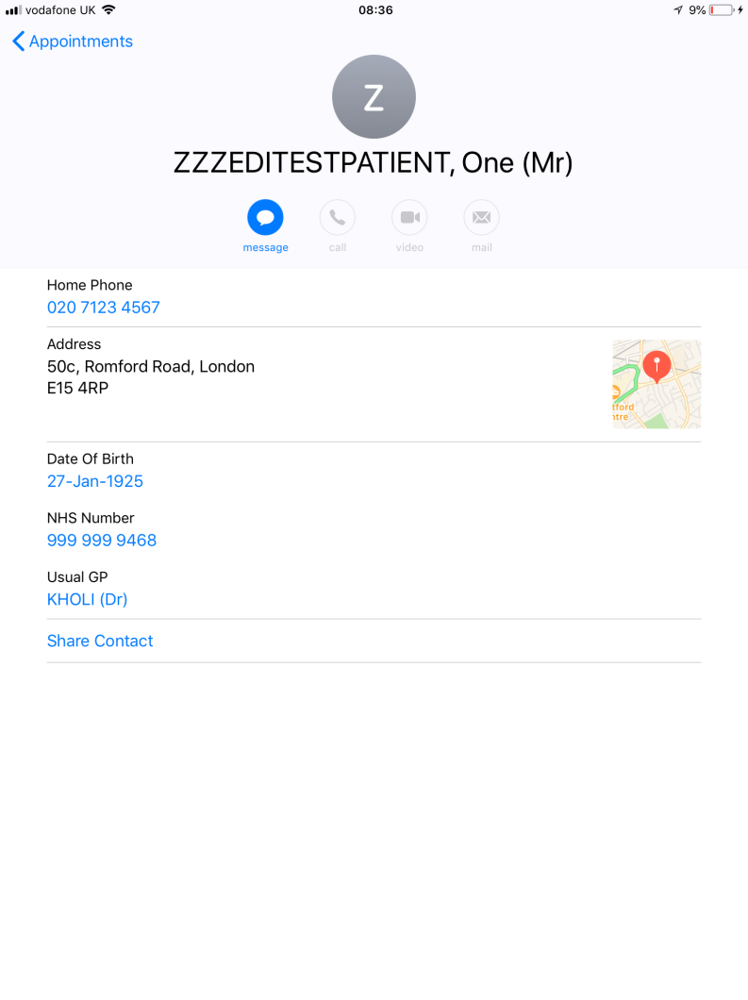 vodafone UK 08:36 9%
Appointments
Z
ZZZEDITESTPATIENT, One (Mr)
message call video mail
Home Phone
020 7123 4567
Address
50c, Romford Road, London
E15 4RP
tford
ntre
Date Of Birth
27-Jan-1925
NHS Number
999 999 9468
Usual GP
KHOLI (Dr)
Share Contact